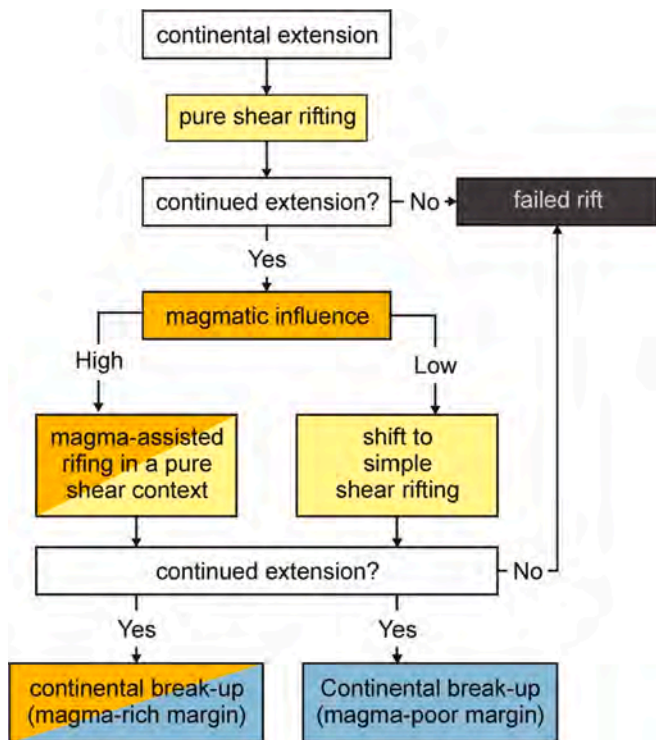 continental extension
pure shear rifting
continued extension?
No
failed rift
Yes
magmatic influence
High
Low
magma-assisted
rifing in a pure
shear context
shift to
simple
shear rifting
continued extension?
No
Yes
Yes
continental break-up
(magma-rich margin)
Continental break-up
(magma-poor margin)